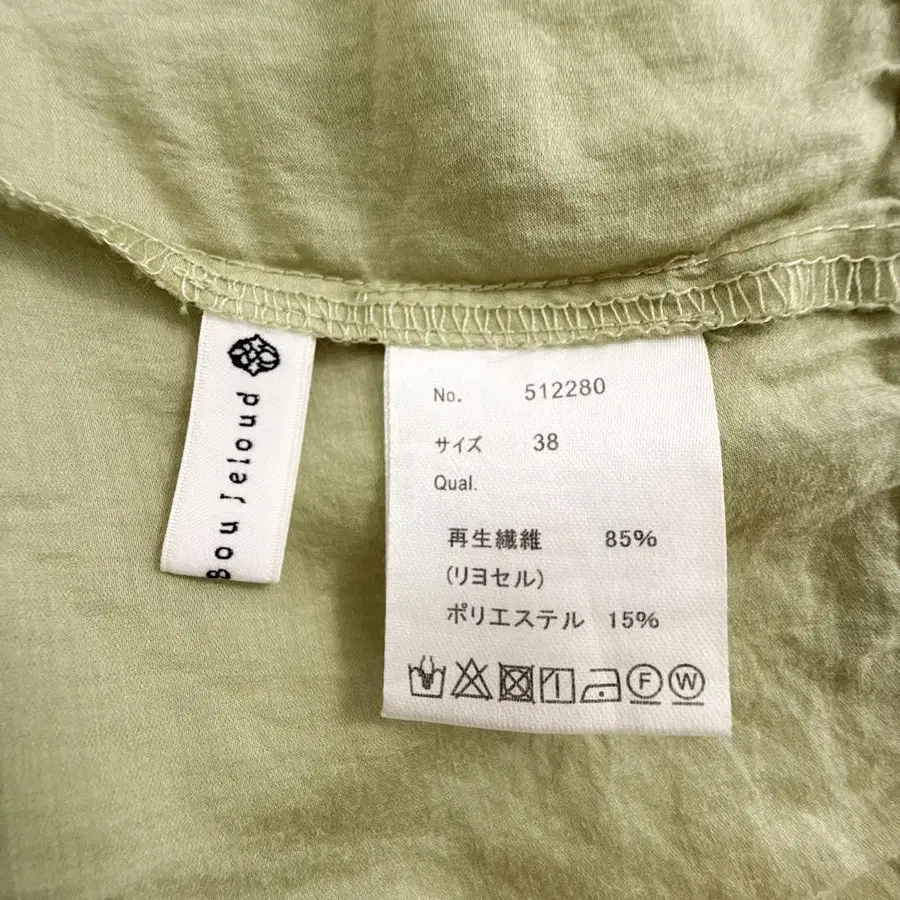 Bou Jeloud
No. 512280
サイズ 38
Qual.
再生繊維 85%
(リヨセル)
ポリエステル 15%
F W